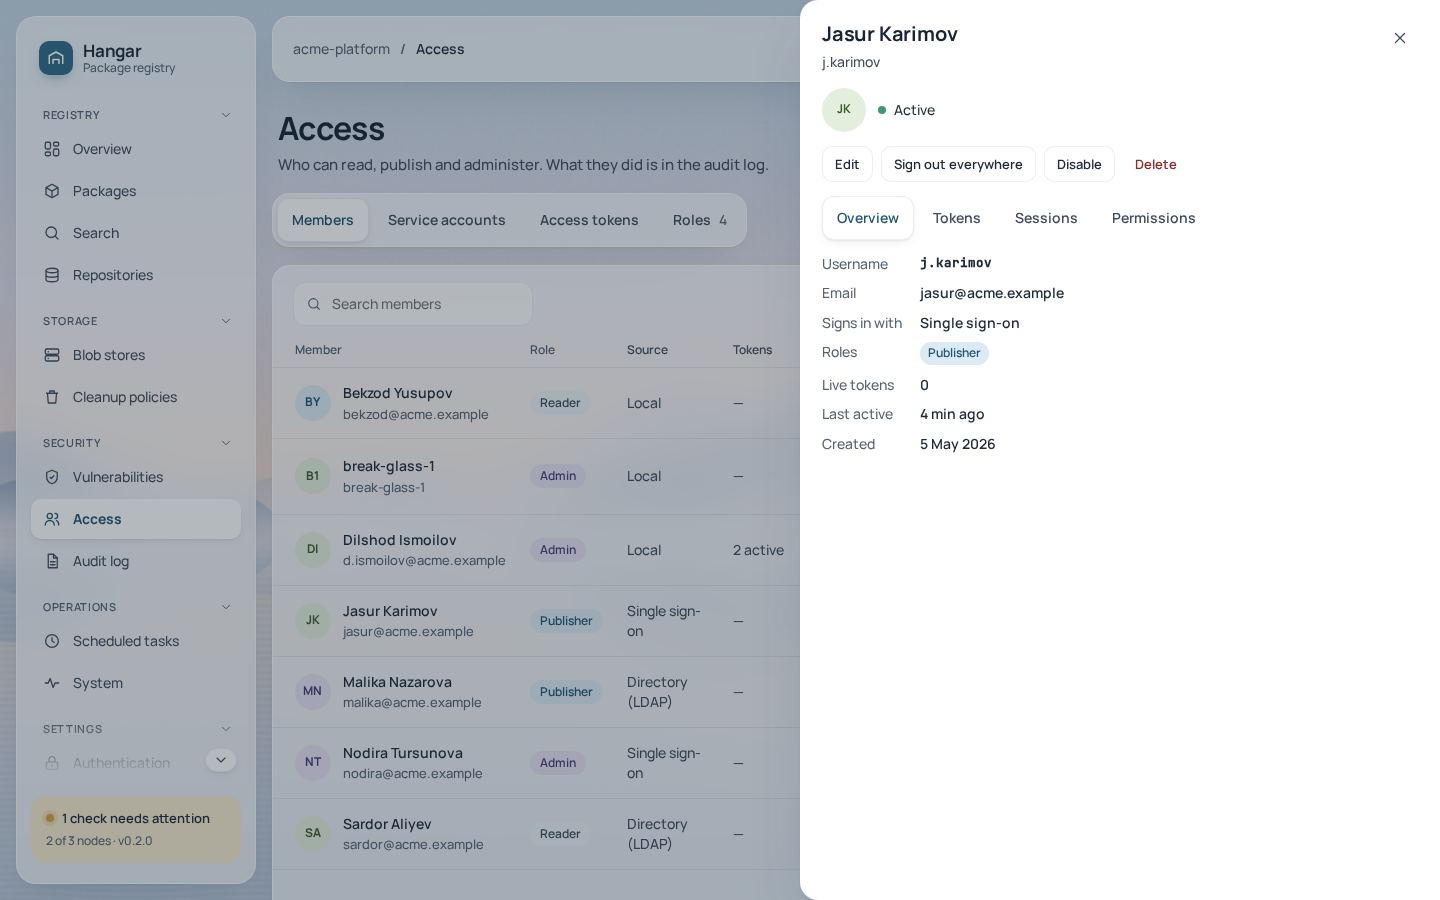 Hangar
Package registry
REGISTRY
Overview
Packages
Search
Repositories
STORAGE
Blob stores
Cleanup policies
SECURITY
Vulnerabilities
Access
Audit log
OPERATIONS
Scheduled tasks
System
SETTINGS
Authentication
1 check needs attention
2 of 3 nodes · v0.2.0
acme-platform / Access
Access
Who can read, publish and administer. What they did is in the audit log.
Members Service accounts Access tokens Roles 4
Search members
Member Role Source Tokens
BY Bekzod Yusupov
bekzod@acme.example
Reader Local —
B1 break-glass-1
break-glass-1
Admin Local —
DI Dilshod Ismoilov
d.ismoilov@acme.example
Admin Local 2 active
JK Jasur Karimov
jasur@acme.example
Publisher Single sign-
on
—
MN Malika Nazarova
malika@acme.example
Publisher Directory
(LDAP)
—
NT Nodira Tursunova
nodira@acme.example
Admin Single sign-
on
—
SA Sardor Aliyev
sardor@acme.example
Reader Directory
(LDAP)
—
Jasur Karimov
j.karimov
JK Active
Edit Sign out everywhere Disable Delete
Overview Tokens Sessions Permissions
Username j.karimov
Email jasur@acme.example
Signs in with Single sign-on
Roles Publisher
Live tokens 0
Last active 4 min ago
Created 5 May 2026